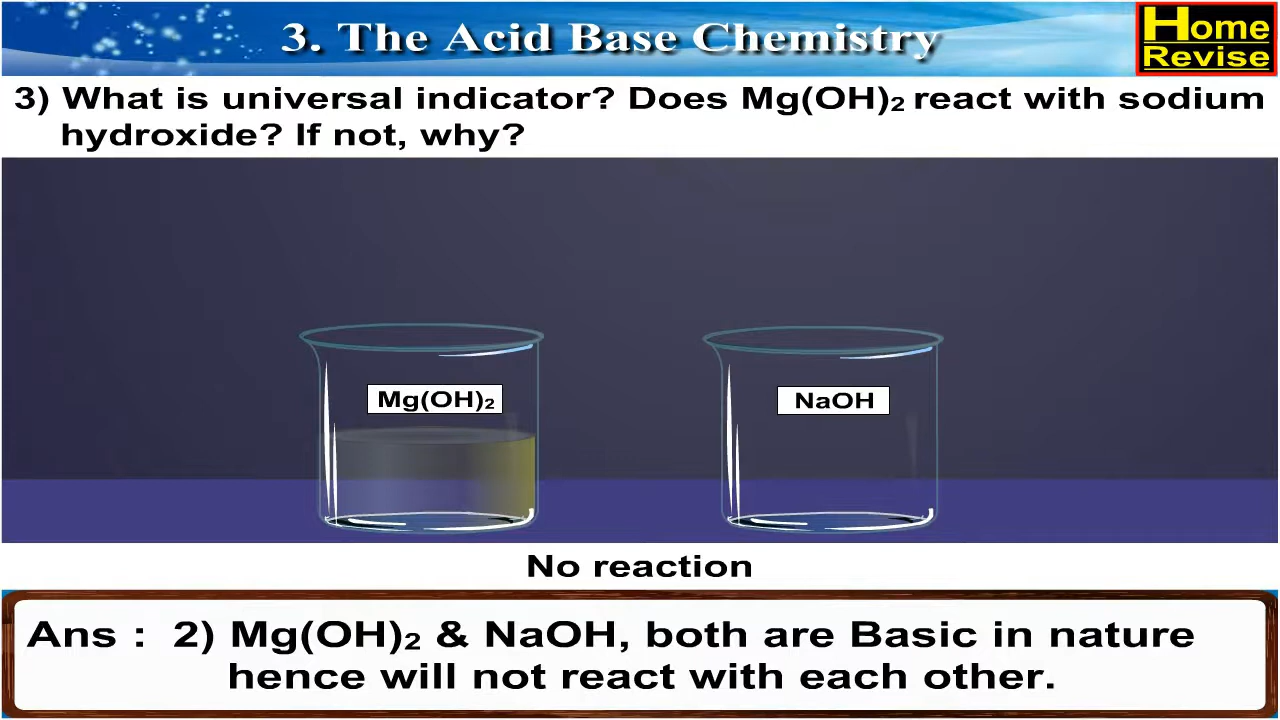 3. The Acid Base Chemistry
Home
Revise
3) What is universal indicator? Does Mg(OH)₂ react with sodium
hydroxide? If not, why?
Mg(OH)₂
NaOH
No reaction
Ans : 2) Mg(OH)₂ & NaOH, both are Basic in nature
hence will not react with each other.